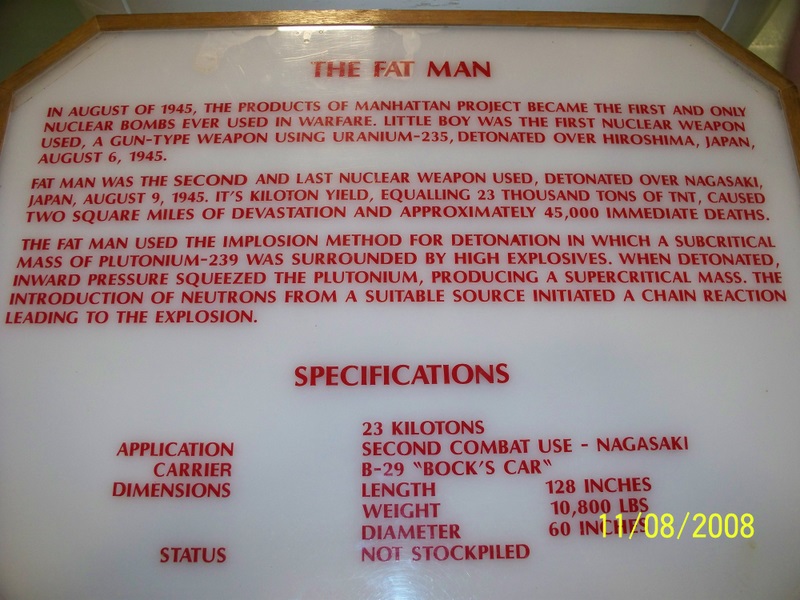 THE FAT MAN
IN AUGUST OF 1945, THE PRODUCTS OF MANHATTAN PROJECT BECAME THE FIRST AND ONLY
NUCLEAR BOMBS EVER USED IN WARFARE. LITTLE BOY WAS THE FIRST NUCLEAR WEAPON
USED, A GUN-TYPE WEAPON USING URANIUM-235, DETONATED OVER HIROSHIMA, JAPAN,
AUGUST 6, 1945.
FAT MAN WAS THE SECOND AND LAST NUCLEAR WEAPON USED, DETONATED OVER NAGASAKI,
JAPAN, AUGUST 9, 1945. IT'S KILOTON YIELD, EQUALLING 23 THOUSAND TONS OF TNT, CAUSED
TWO SQUARE MILES OF DEVASTATION AND APPROXIMATELY 45,000 IMMEDIATE DEATHS.
THE FAT MAN USED THE IMPLOSION METHOD FOR DETONATION IN WHICH A SUBCRITICAL
MASS OF PLUTONIUM-239 WAS SURROUNDED BY HIGH EXPLOSIVES. WHEN DETONATED,
INWARD PRESSURE SQUEEZED THE PLUTONIUM, PRODUCING A SUPERCRITICAL MASS. THE
INTRODUCTION OF NEUTRONS FROM A SUITABLE SOURCE INITIATED A CHAIN REACTION
LEADING TO THE EXPLOSION.
SPECIFICATIONS
23 KILOTONS
APPLICATION SECOND COMBAT USE - NAGASAKI
CARRIER B-29 "BOCK'S CAR"
DIMENSIONS LENGTH 128 INCHES
WEIGHT 10,800 LBS
DIAMETER 60 INCHES
11/08/2008
STATUS NOT STOCKPILED